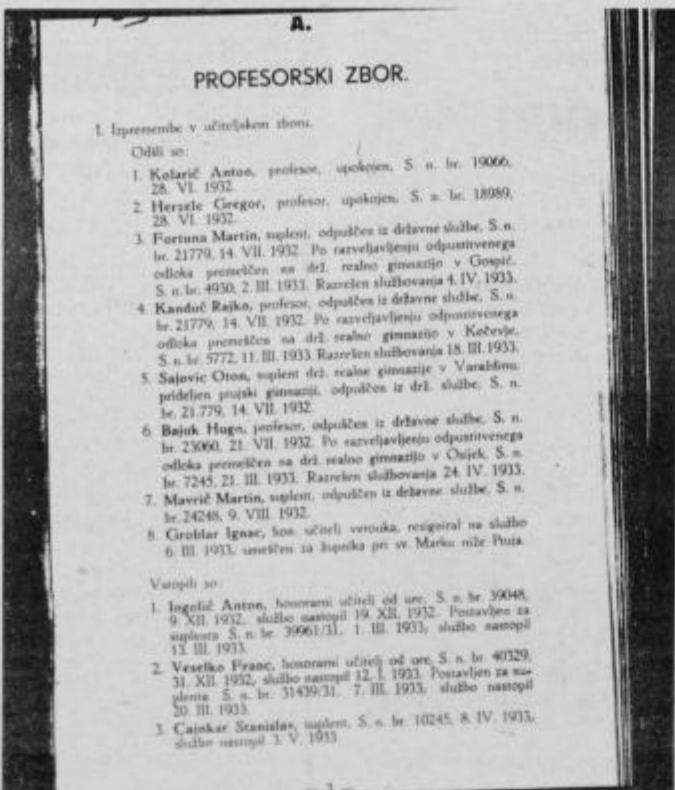 A.
PROFESORSKI ZBOR.
1. Izpremembe v učiteljskem zboru.
Odšli so:
1. Kolarič Anton, profesor, upokojen, S. n. br. 19066,
28. VI. 1932.
2. Herzele Gregor, profesor, upokojen, S. n. br. 18989,
28. VI. 1932.
3. Fortuna Martin, suplent, odpuščen iz državne službe, S. n.
br. 21779, 14. VII. 1932. Po razveljavljenju odpustitvenega
odloka premeščen na drž. realno gimnazijo v Gospić,
S. n. br. 4930, 2. III. 1933. Razrešen službovanja 4. IV. 1933.
4. Kanduč Rajko, profesor, odpuščen iz državne službe, S. n.
br. 21779, 14. VII. 1932. Po razveljavljenju odpustitvenega
odloka premeščen na drž. realno gimnazijo v Kočevje,
S. n. br. 5772, 11. III. 1933. Razrešen službovanja 18. III. 1933.
5. Sajovic Oton, suplent drž. realne gimnazije v Varaždinu,
prideljen ptujski gimnaziji, odpuščen iz drž. službe, S. n.
br. 21.779, 14. VII. 1932.
6. Bajuk Hugo, profesor, odpuščen iz državne službe, S. n.
br. 23060, 21. VII. 1932. Po razveljavljenju odpustitvenega
odloka premeščen na drž. realno gimnazijo v Osijek, S. n.
br. 7245, 21. III. 1933. Razrešen službovanja 24. IV. 1933.
7. Mavrič Martin, suplent, odpuščen iz državne službe, S. n.
br. 24248, 9. VIII. 1932.
8. Groblar Ignac, hon. učitelj verouka, resigniral na službo
6. III. 1933, umeščen za župnika pri sv. Marku niže Ptuja.
Vstopili so:
1. Ingolič Anton, honorarni učitelj od ure, S. n. br. 39048,
9. XII. 1932, službo nastopil 19. XII. 1932. Postavljen za
suplenta S. n. br. 39961/31, 1. III. 1933, službo nastopil
13. III. 1933.
2. Veselko Franc, honorarni učitelj od ure, S. n. br. 40329,
31. XII. 1932, službo nastopil 12. I. 1933. Postavljen za su-
plenta S. n. br. 31439/31, 7. III. 1933, službo nastopil
20. III. 1933.
3. Cajnkar Stanislav, suplent, S. n. br. 10245, 8. IV. 1933,
službo nastopil 3. V. 1933.
— 3 —